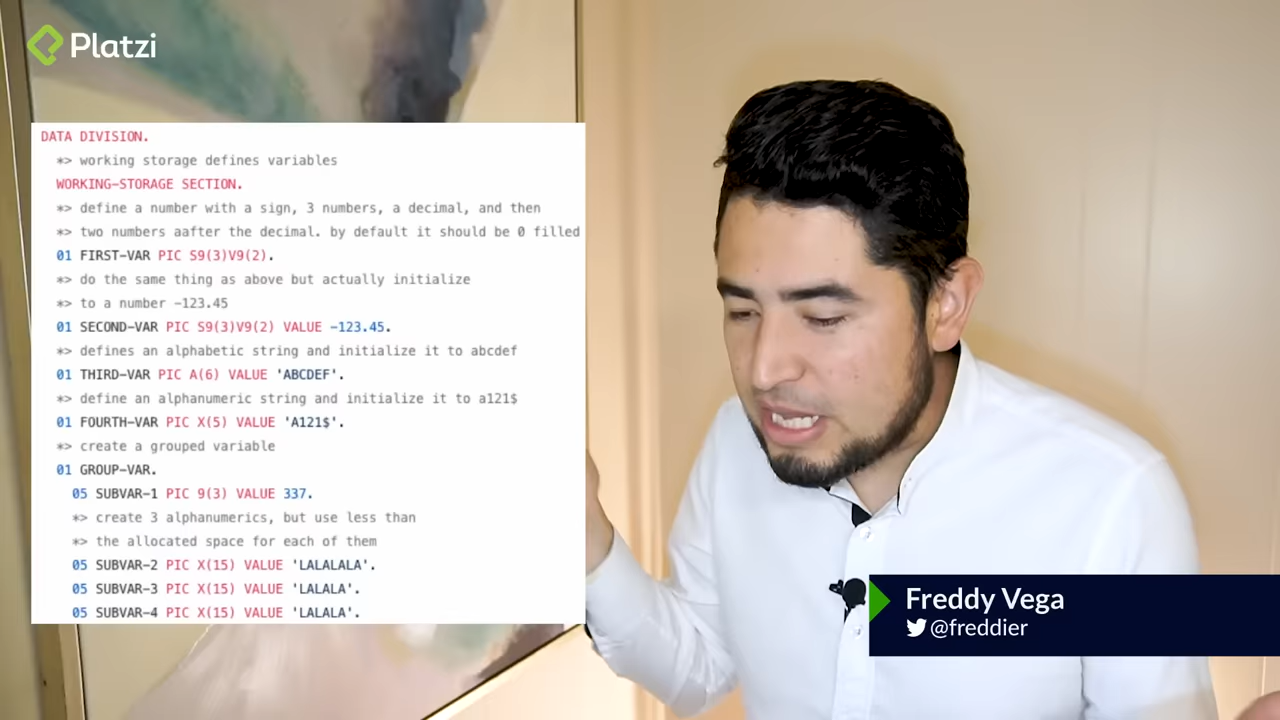 Platzi
DATA DIVISION.
*> working storage defines variables
WORKING-STORAGE SECTION.
*> define a number with a sign, 3 numbers, a decimal, and then
*> two numbers aafter the decimal. by default it should be 0 filled
01 FIRST-VAR PIC S9(3)V9(2).
*> do the same thing as above but actually initialize
*> to a number -123.45
01 SECOND-VAR PIC S9(3)V9(2) VALUE -123.45.
*> defines an alphabetic string and initialize it to abcdef
01 THIRD-VAR PIC A(6) VALUE 'ABCDEF'.
*> define an alphanumeric string and initialize it to a121$
01 FOURTH-VAR PIC X(5) VALUE 'A121$'.
*> create a grouped variable
01 GROUP-VAR.
05 SUBVAR-1 PIC 9(3) VALUE 337.
*> create 3 alphanumerics, but use less than
*> the allocated space for each of them
05 SUBVAR-2 PIC X(15) VALUE 'LALALALA'.
05 SUBVAR-3 PIC X(15) VALUE 'LALALA'.
05 SUBVAR-4 PIC X(15) VALUE 'LALALA'.
Freddy Vega
@freddier